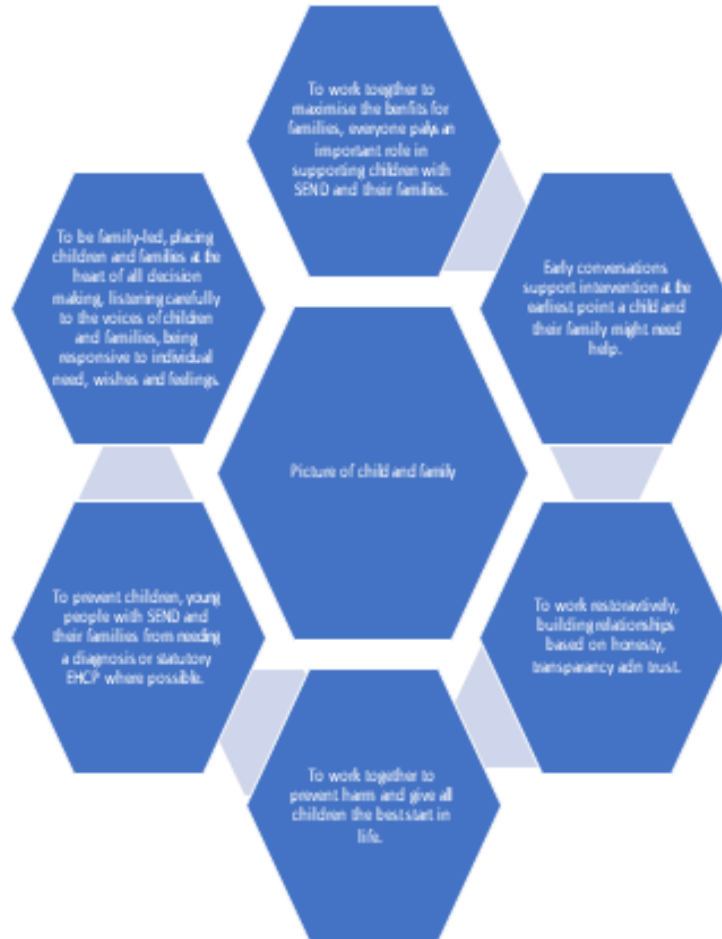 To work toegther to
maximise the benfits for
families, everyone palys an
important role in
supporting children with
SEND and their families.
Early conversations
support intervention at the
earliest point a child and
their family might need
help.
To work restoravtively,
building relationships
based on honesty,
transparancy adn trust.
To work together to
prevent harm and give all
children the best start in
life.
To prevent children, young
people with SEND and
their families from needing
a diagnosis or statutory
EHCP where possible.
To be family-led, placing
children and families at the
heart of all decision
making, listening carefully
to the voices of children
and families, being
responsive to individual
need, wishes and feelings.
Picture of child and family